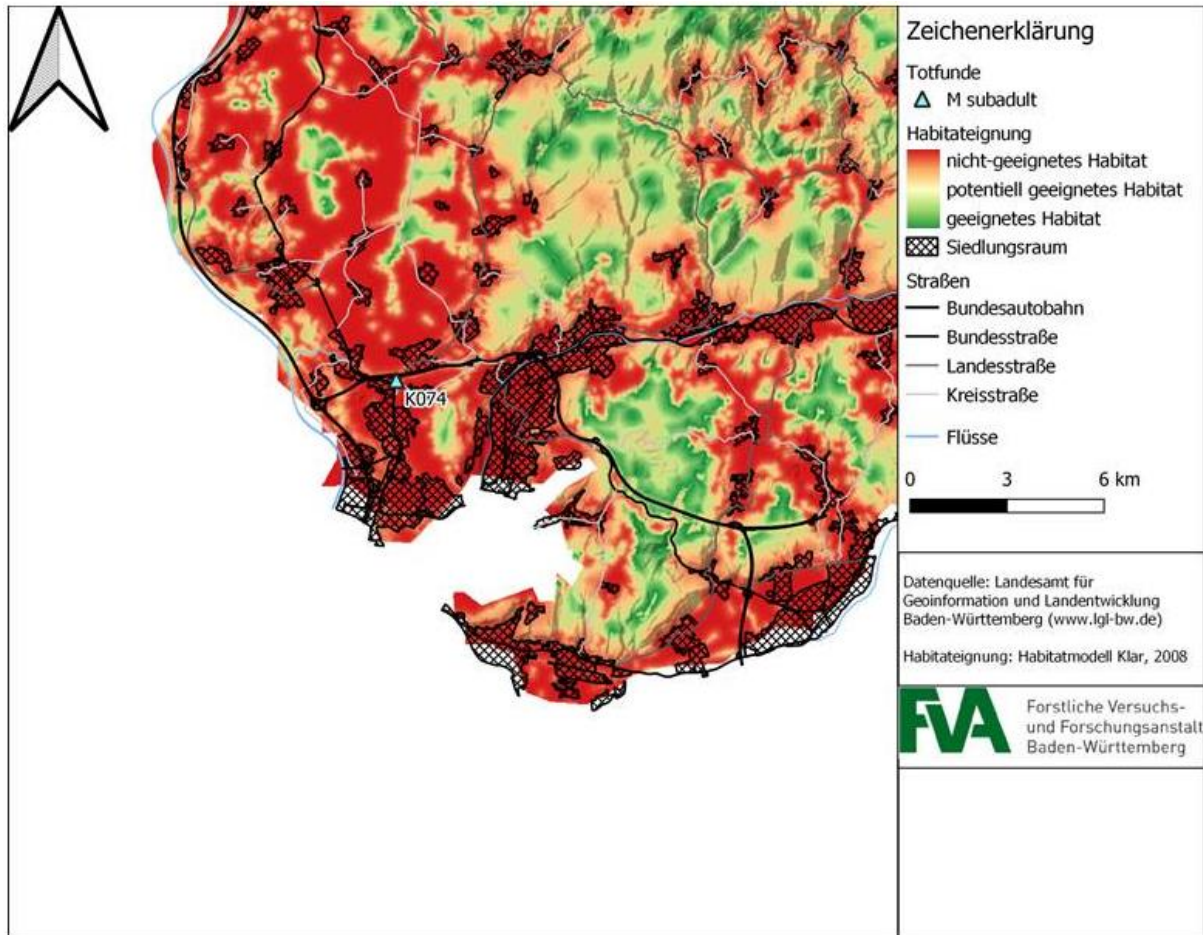 K074
Zeichenerklärung
Totfunde
M subadult
Habitateignung
nicht-geeignetes Habitat
potentiell geeignetes Habitat
geeignetes Habitat
Siedlungsraum
Straßen
Bundesautobahn
Bundesstraße
Landesstraße
Kreisstraße
Flüsse
0 3 6 km
Datenquelle: Landesamt für
Geoinformation und Landentwicklung
Baden-Württemberg (www.lgl-bw.de)
Habitateignung: Habitatmodell Klar, 2008
FVA
Forstliche Versuchs-
und Forschungsanstalt
Baden-Württemberg